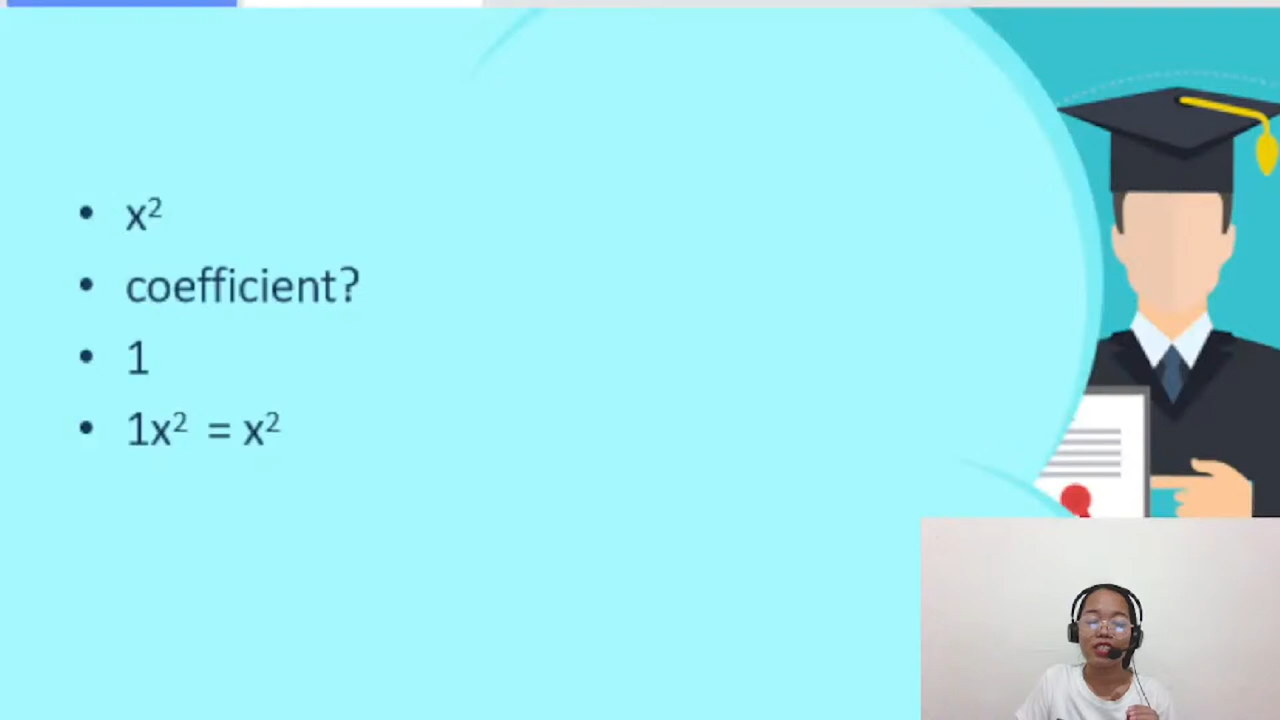 • x²
• coefficient?
• 1
• 1x² = x²